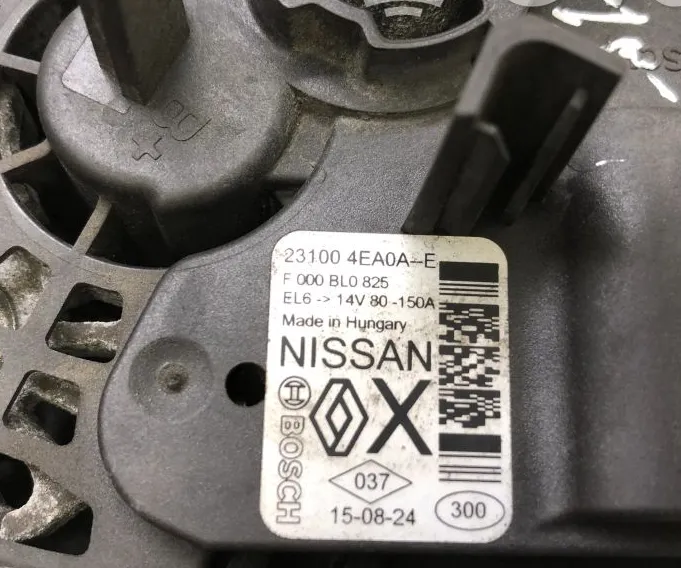 B+
23100 4EA0A--E
F 000 BL0 825
EL6 -> 14V 80 -150A
Made in Hungary
NISSAN
BOSCH
X
037
15-08-24
300